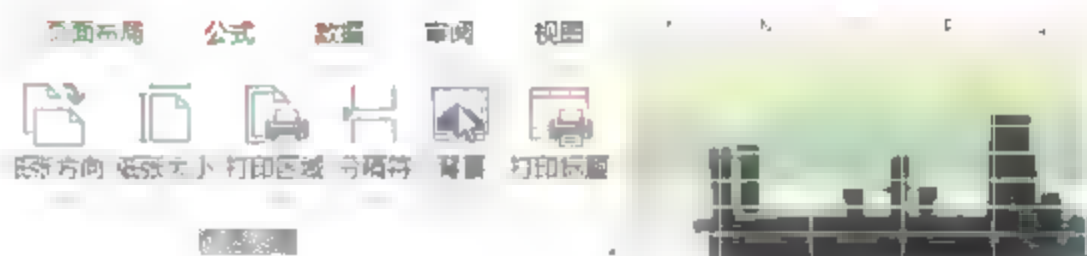 页面布局 公式 数据 审阅 视图
纸张方向 纸张大小 打印区域 分隔符 背景 打印标题